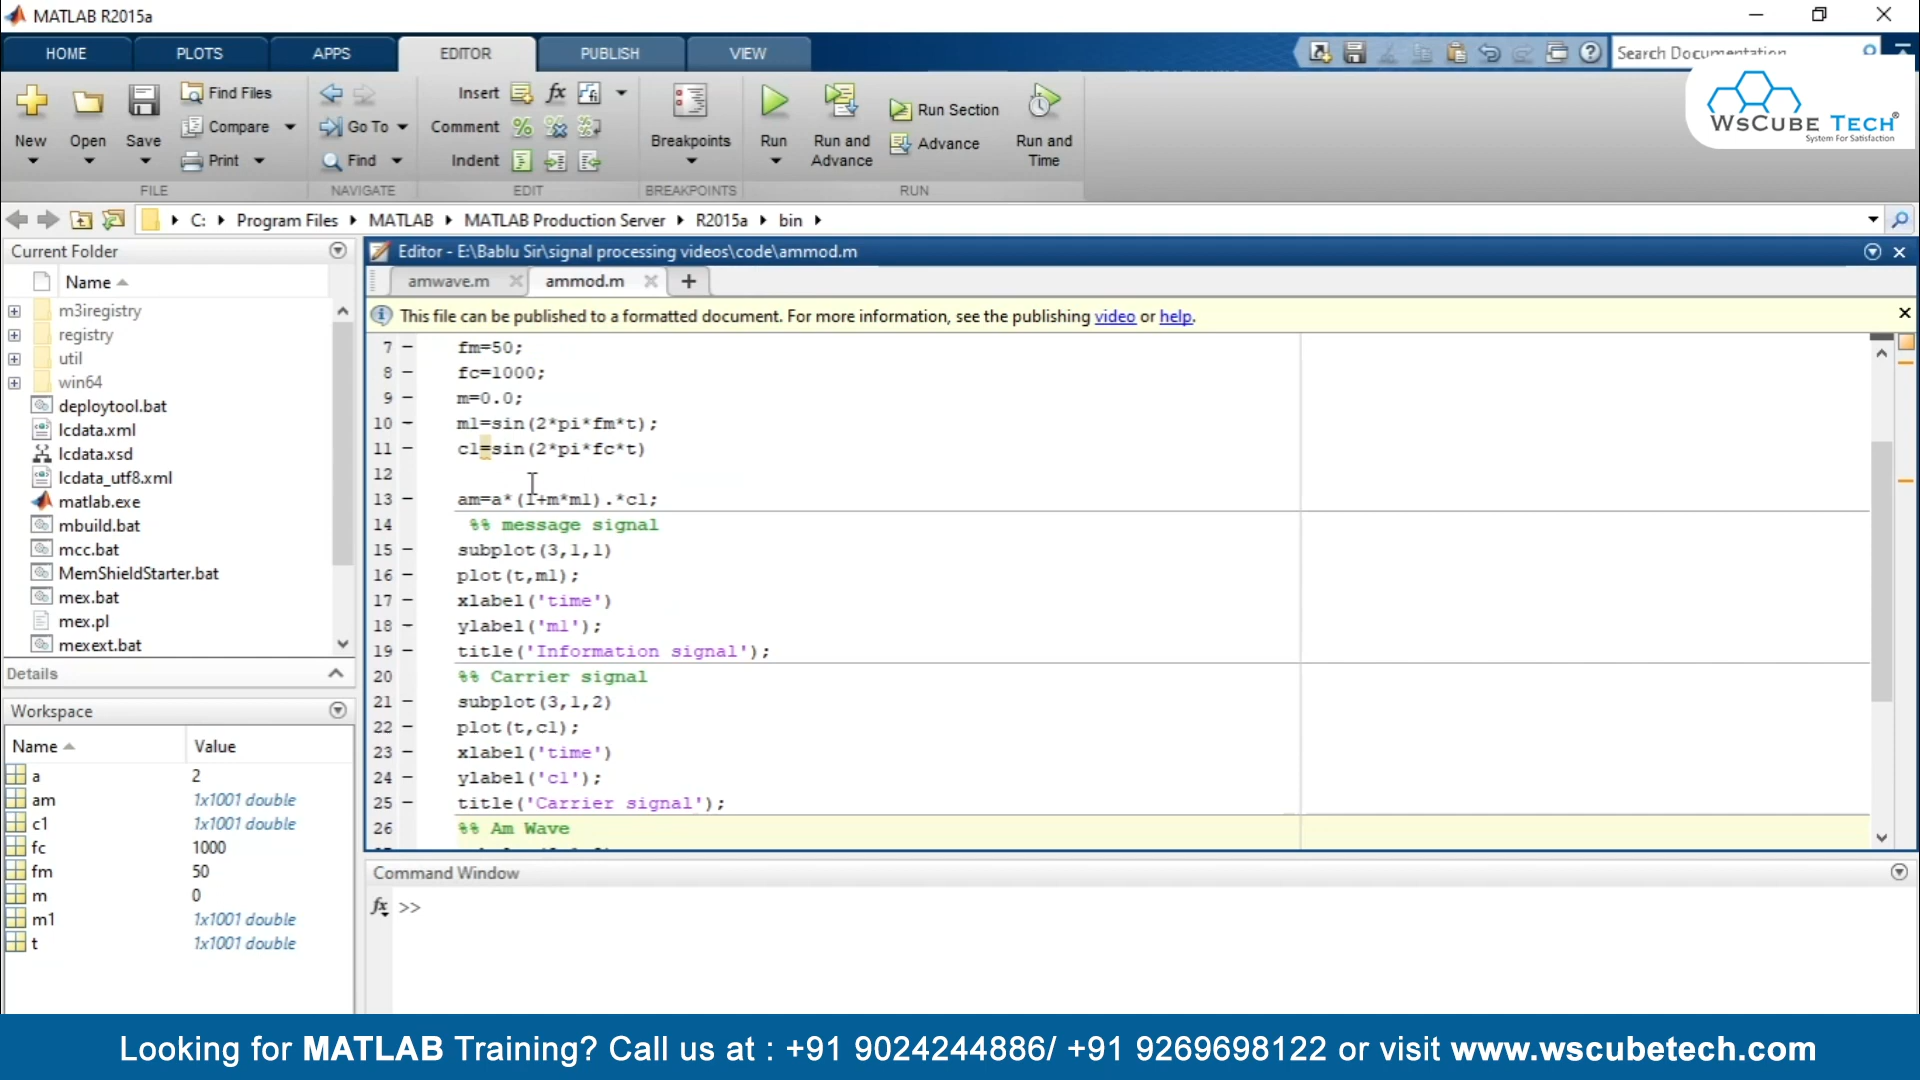 MATLAB R2015a
HOME PLOTS APPS EDITOR PUBLISH VIEW
Search Documentation
WsCube Tech®
System For Satisfaction
New Open Save
Find Files
Compare
Print
FILE
Go To
Find
NAVIGATE
Insert fx
Comment
Indent
EDIT
Breakpoints
BREAKPOINTS
Run
Run and
Advance
Run Section
Advance
Run and
Time
RUN
C: Program Files MATLAB MATLAB Production Server R2015a bin
Current Folder
Name
m3iregistry
registry
util
win64
deploytool.bat
lcdata.xml
lcdata.xsd
lcdata_utf8.xml
matlab.exe
mbuild.bat
mcc.bat
MemShieldStarter.bat
mex.bat
mex.pl
mexext.bat
Details
Workspace
Name Value
a 2
am 1x1001 double
c1 1x1001 double
fc 1000
fm 50
m 0
m1 1x1001 double
t 1x1001 double
Editor - E:\Bablu Sir\signal processing videos\code\ammod.m
amwave.m ammod.m
This file can be published to a formatted document. For more information, see the publishing video or help.
7 - fm=50;
8 - fc=1000;
9 - m=0.0;
10 - m1=sin(2*pi*fm*t);
11 - c1=sin(2*pi*fc*t)
12
13 - am=a*(1+m*m1).*c1;
14 %% message signal
15 - subplot(3,1,1)
16 - plot(t,m1);
17 - xlabel('time')
18 - ylabel('m1');
19 - title('Information signal');
20 %% Carrier signal
21 - subplot(3,1,2)
22 - plot(t,c1);
23 - xlabel('time')
24 - ylabel('c1');
25 - title('Carrier signal');
26 %% Am Wave
Command Window
fx >>
Looking for MATLAB Training? Call us at : +91 9024244886/ +91 9269698122 or visit www.wscubetech.com